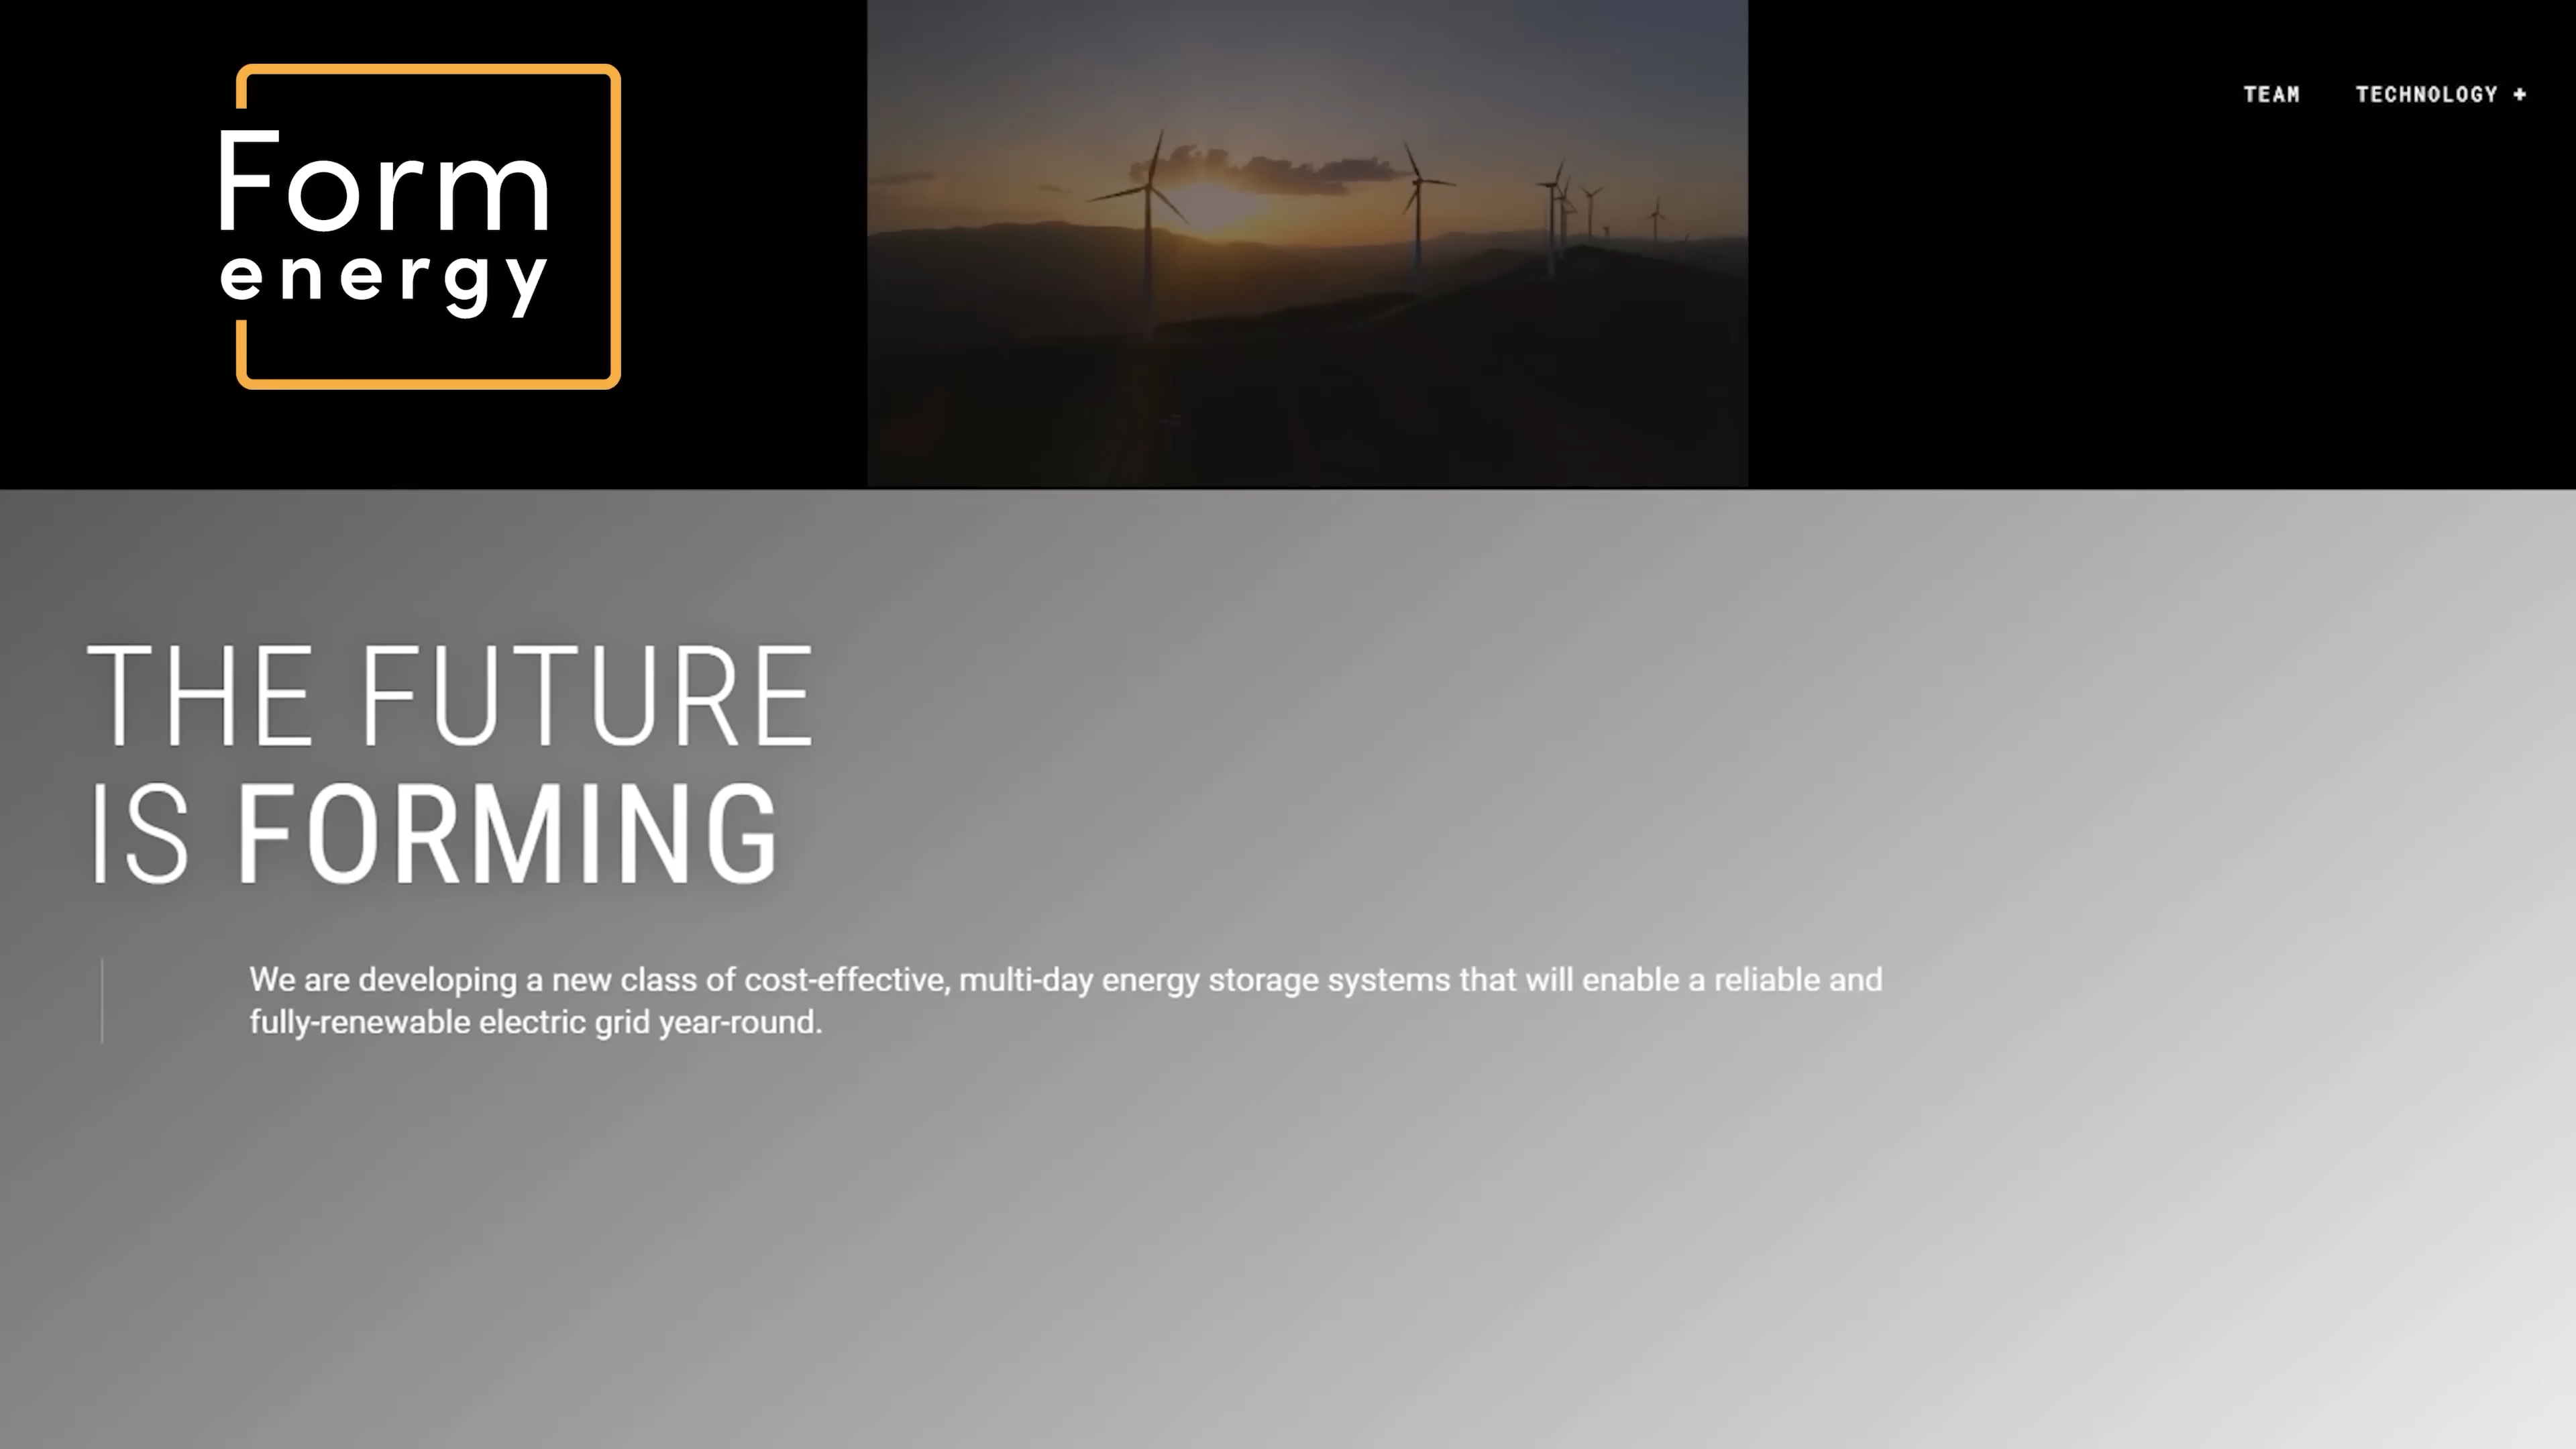 Form
energy
TEAM TECHNOLOGY +
THE FUTURE
IS FORMING
We are developing a new class of cost-effective, multi-day energy storage systems that will enable a reliable and
fully-renewable electric grid year-round.